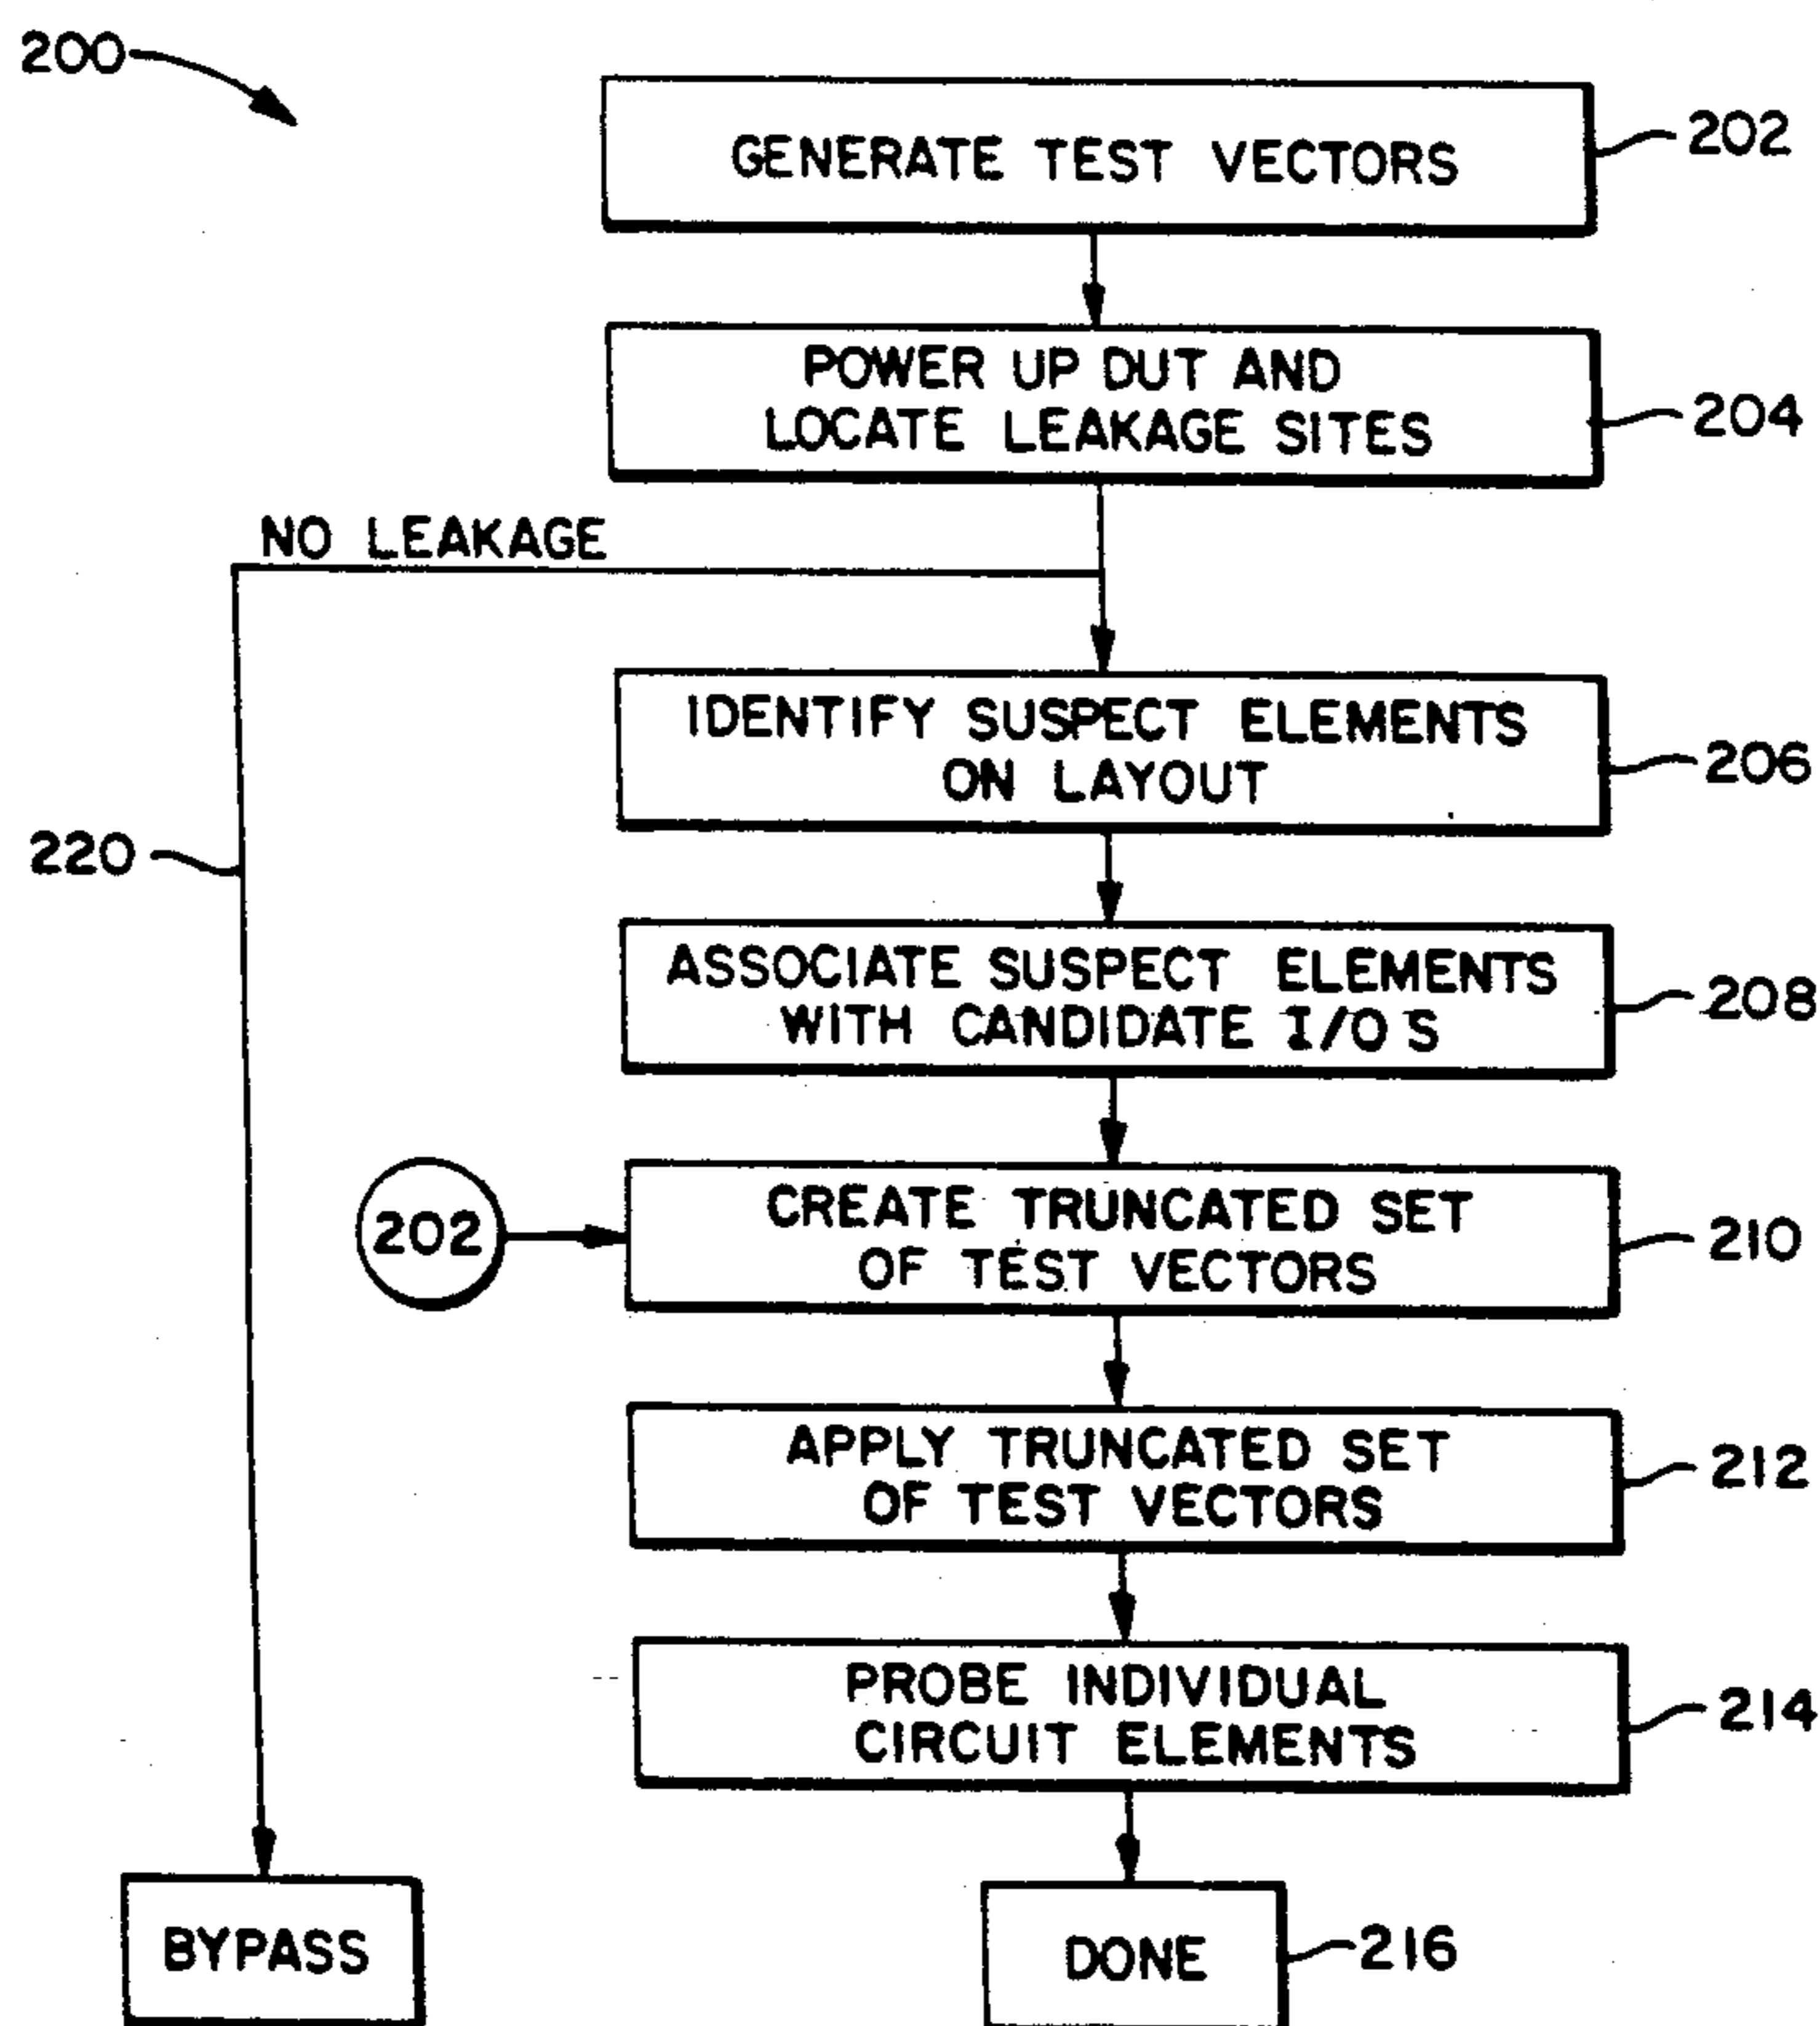 200
GENERATE TEST VECTORS
202
POWER UP DUT AND
LOCATE LEAKAGE SITES
204
NO LEAKAGE
IDENTIFY SUSPECT ELEMENTS
ON LAYOUT
206
220
ASSOCIATE SUSPECT ELEMENTS
WITH CANDIDATE I/O S
208
202
CREATE TRUNCATED SET
OF TEST VECTORS
210
APPLY TRUNCATED SET
OF TEST VECTORS
212
PROBE INDIVIDUAL
CIRCUIT ELEMENTS
214
BYPASS
DONE
216